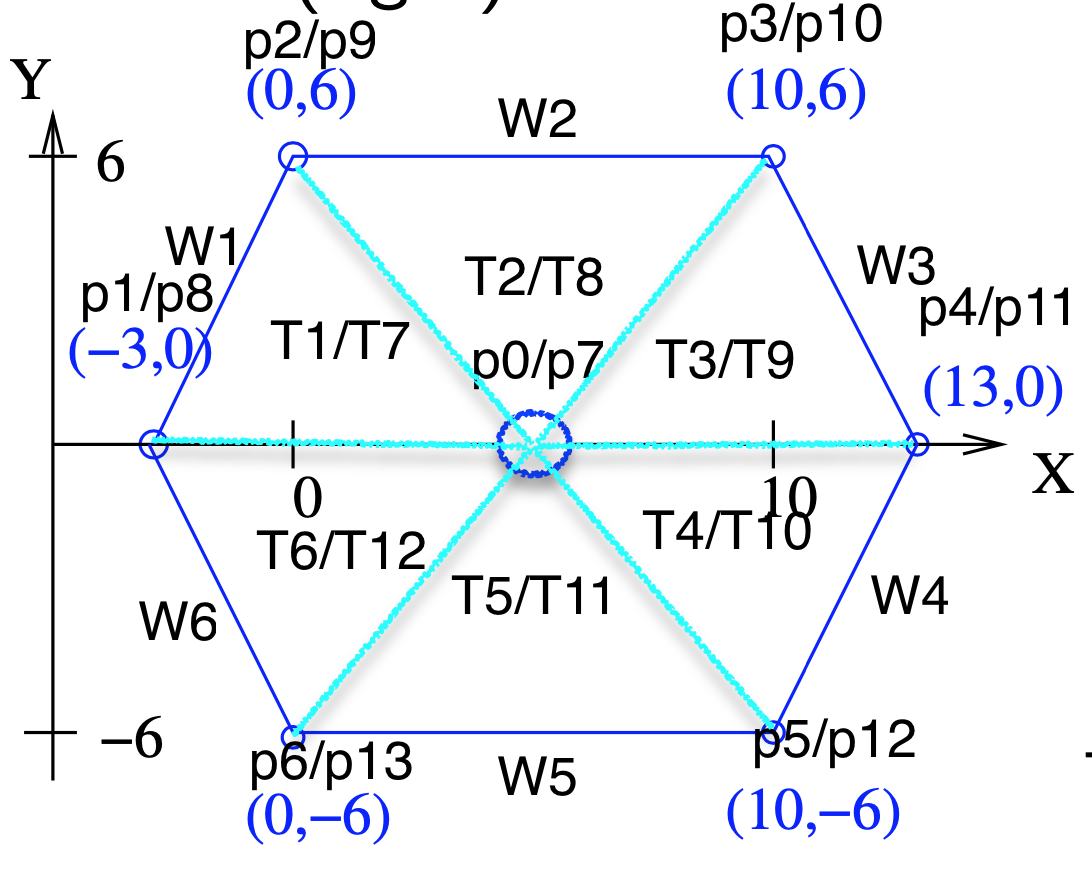 p2/p9
p3/p10
Y
(0,6)
(10,6)
W2
6
W1
W3
T2/T8
p1/p8
p4/p11
T1/T7
(−3,0)
p0/p7
T3/T9
(13,0)
X
0
10
T6/T12
T4/T10
T5/T11
W4
W6
−6
p6/p13
W5
p5/p12
(0,−6)
(10,−6)